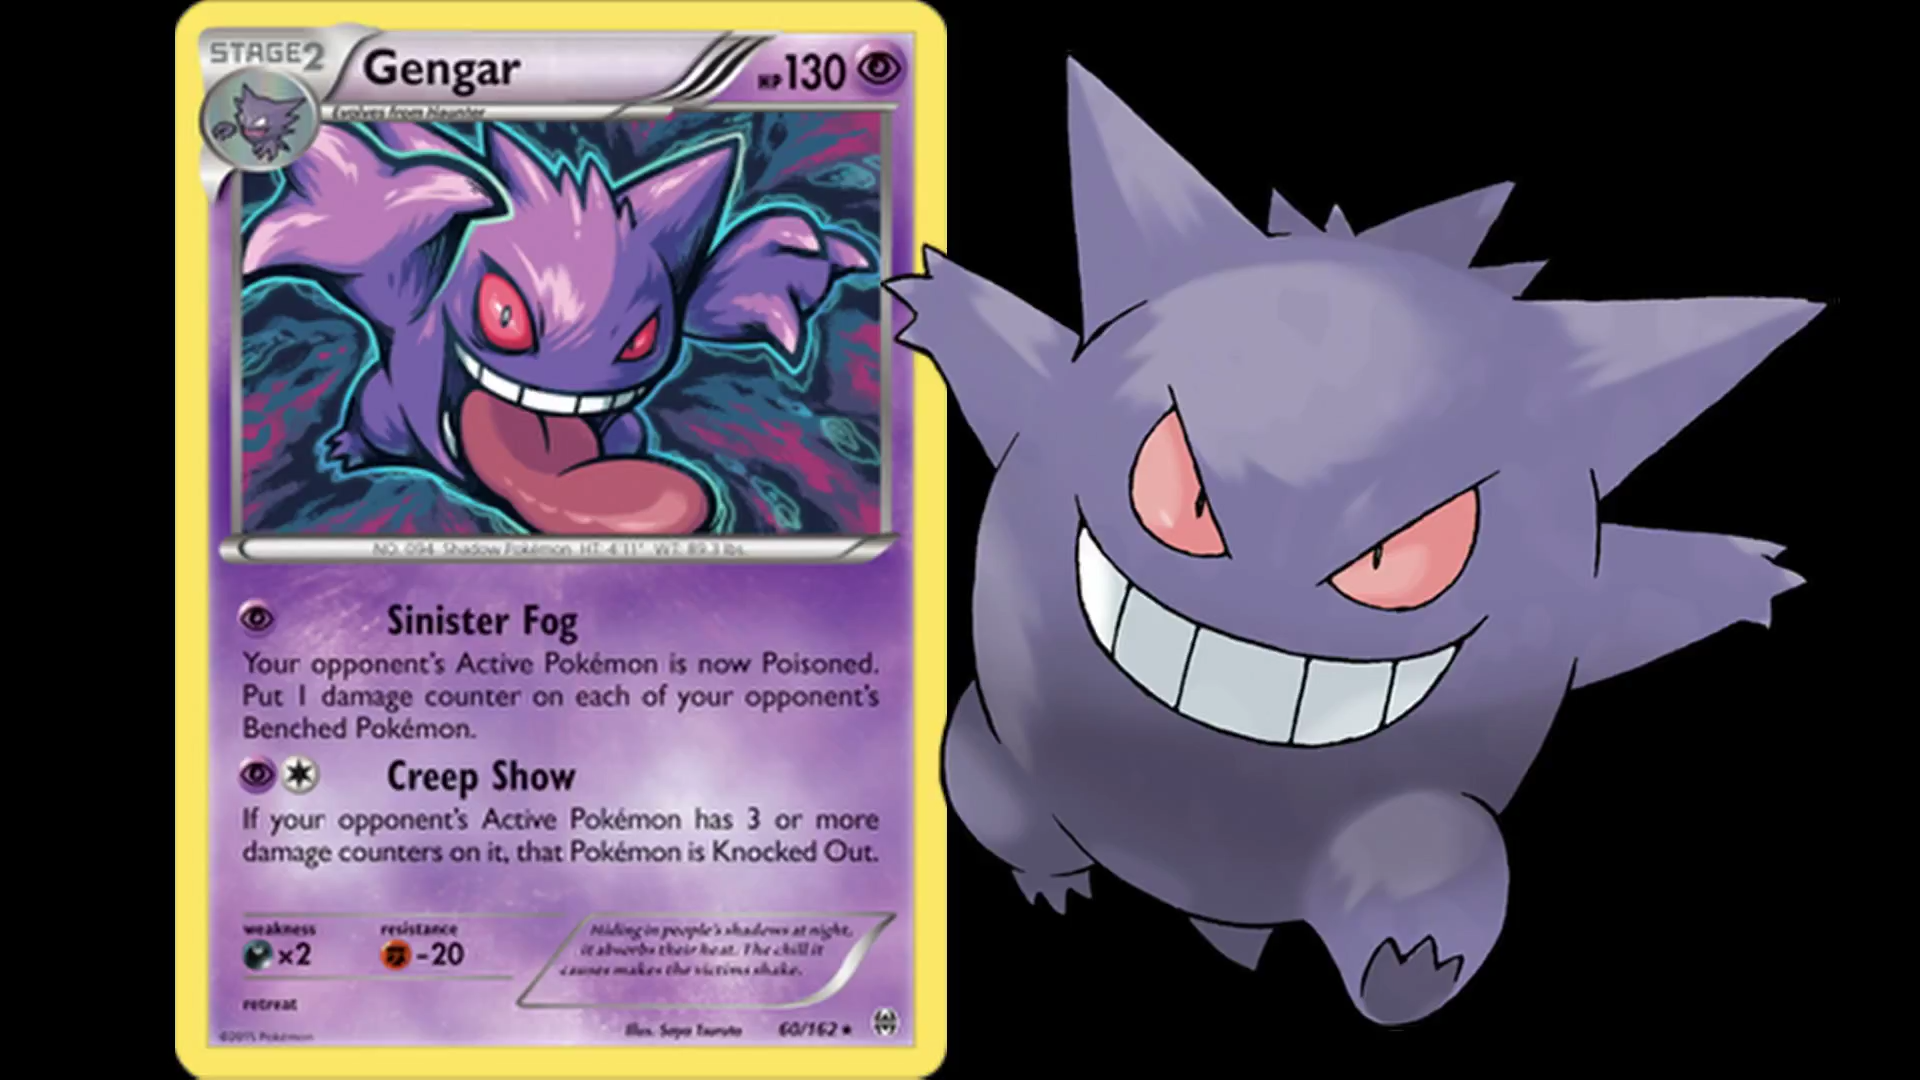 STAGE2
Gengar
HP130
Evolves from Haunter
NO. 094 Shadow Pokémon HT: 4'11" WT: 89.3 lbs.
Sinister Fog
Your opponent's Active Pokémon is now Poisoned.
Put 1 damage counter on each of your opponent's
Benched Pokémon.
Creep Show
If your opponent's Active Pokémon has 3 or more
damage counters on it, that Pokémon is Knocked Out.
weakness
×2
resistance
-20
Hiding in people's shadows at night,
it absorbs their heat. The chill it
causes makes the victims shake.
retreat
©2015 Pokémon
Illus. Saya Tsuruta
60/162 ★